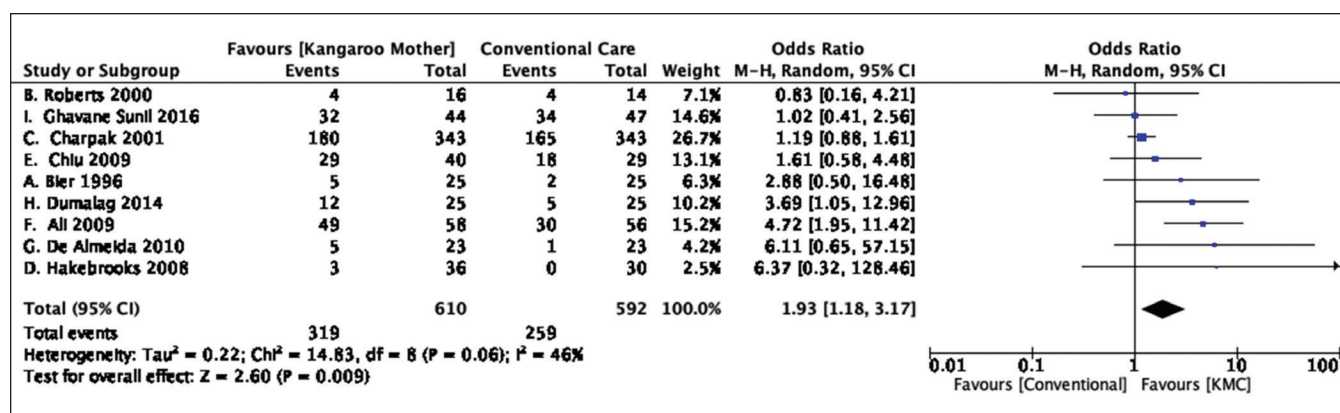 Favours [Kangaroo Mother] Conventional Care Odds Ratio Odds Ratio
Study or Subgroup Events Total Events Total Weight M-H, Random, 95% CI M-H, Random, 95% CI
B. Roberts 2000 4 16 4 14 7.1% 0.83 [0.16, 4.21]
I. Ghavane Sunil 2016 32 44 34 47 14.6% 1.02 [0.41, 2.56]
C. Charpak 2001 180 343 165 343 26.7% 1.19 [0.88, 1.61]
E. Chiu 2009 29 40 18 29 13.1% 1.61 [0.58, 4.48]
A. Bier 1996 5 25 2 25 6.3% 2.88 [0.50, 16.48]
H. Dumalag 2014 12 25 5 25 10.2% 3.69 [1.05, 12.96]
F. Ali 2009 49 58 30 56 15.2% 4.72 [1.95, 11.42]
G. De Almeida 2010 5 23 1 23 4.2% 6.11 [0.65, 57.15]
D. Hakebrooks 2008 3 36 0 30 2.5% 6.37 [0.32, 128.46]
Total (95% CI) 610 592 100.0% 1.93 [1.18, 3.17]
Total events 319 259
Heterogeneity: Tau² = 0.22; Chi² = 14.83, df = 8 (P = 0.06); I² = 46%
Test for overall effect: Z = 2.60 (P = 0.009)
0.01 0.1 1 10 100
Favours [Conventional] Favours [KMC]